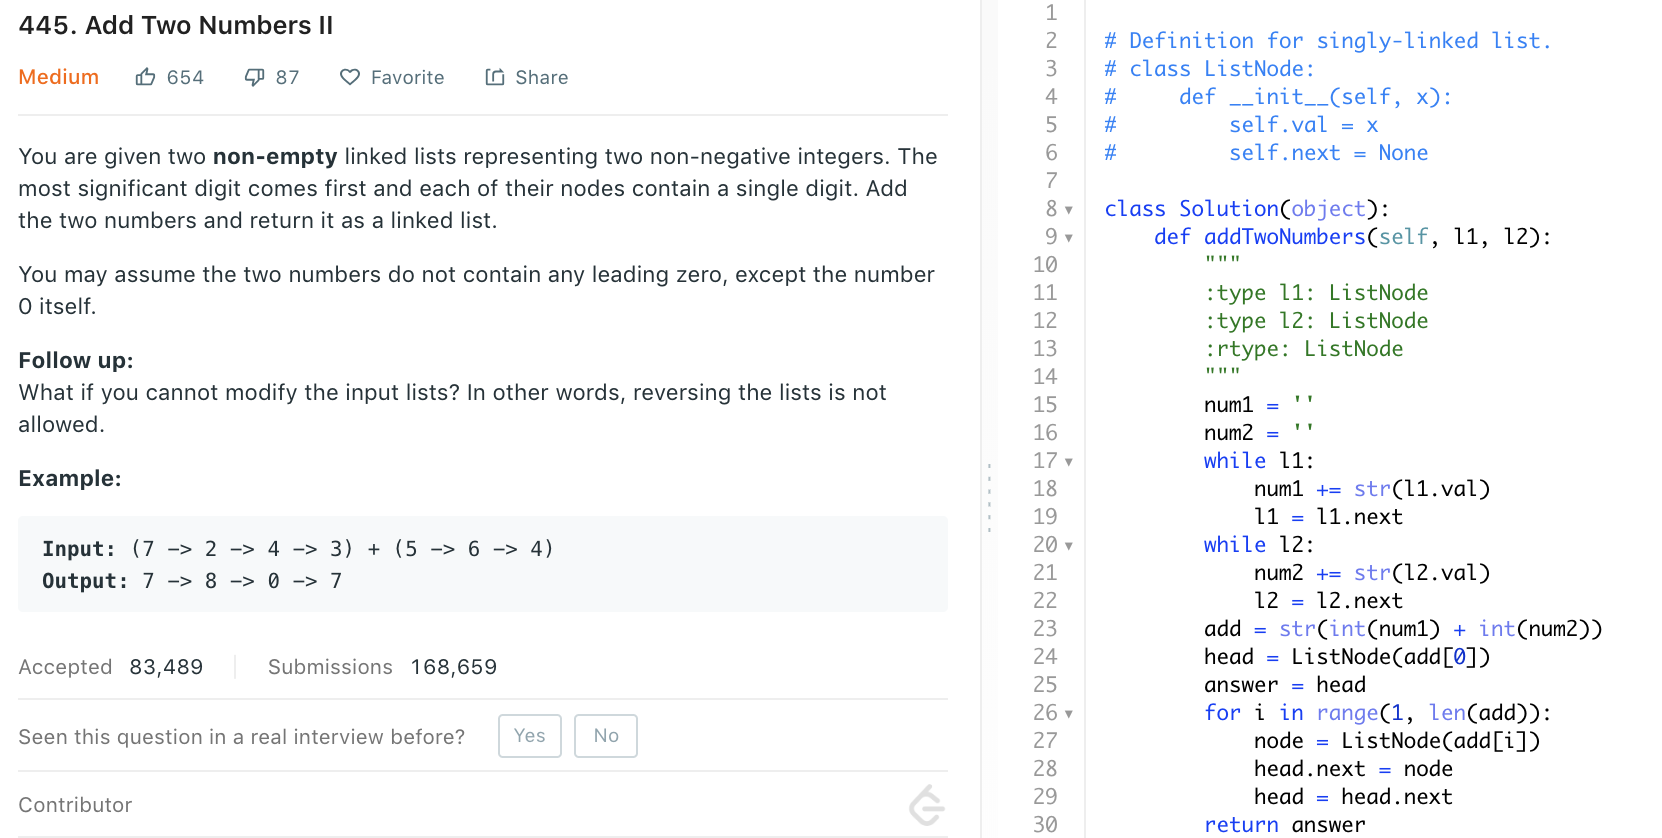 445. Add Two Numbers II
Medium 654 87 Favorite Share
You are given two non-empty linked lists representing two non-negative integers. The
most significant digit comes first and each of their nodes contain a single digit. Add
the two numbers and return it as a linked list.
You may assume the two numbers do not contain any leading zero, except the number
0 itself.
Follow up:
What if you cannot modify the input lists? In other words, reversing the lists is not
allowed.
Example:
Input: (7 -> 2 -> 4 -> 3) + (5 -> 6 -> 4)
Output: 7 -> 8 -> 0 -> 7
Accepted 83,489 Submissions 168,659
Seen this question in a real interview before? Yes No
Contributor
1
2 # Definition for singly-linked list.
3 # class ListNode:
4 #     def __init__(self, x):
5 #         self.val = x
6 #         self.next = None
7
8 class Solution(object):
9     def addTwoNumbers(self, l1, l2):
10         """
11         :type l1: ListNode
12         :type l2: ListNode
13         :rtype: ListNode
14         """
15         num1 = ''
16         num2 = ''
17         while l1:
18             num1 += str(l1.val)
19             l1 = l1.next
20         while l2:
21             num2 += str(l2.val)
22             l2 = l2.next
23         add = str(int(num1) + int(num2))
24         head = ListNode(add[0])
25         answer = head
26         for i in range(1, len(add)):
27             node = ListNode(add[i])
28             head.next = node
29             head = head.next
30         return answer